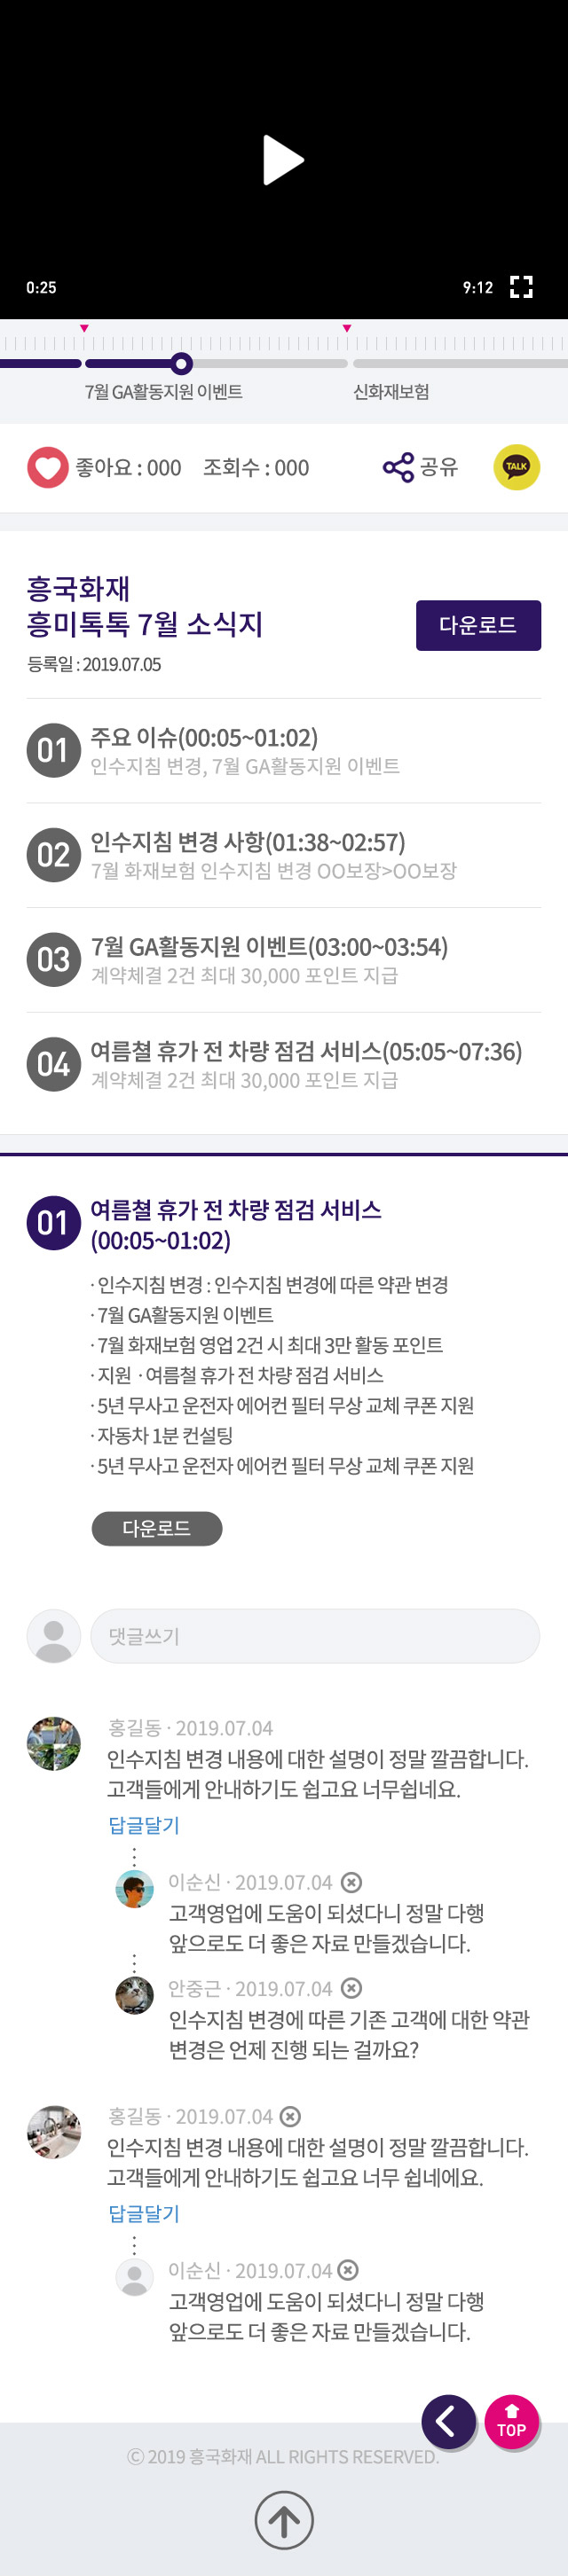 0:25
9:12
7월 GA활동지원 이벤트
신화재보험
좋아요 : 000
조회수 : 000
공유
TALK
흥국화재
흥미톡톡 7월 소식지
다운로드
등록일 : 2019.07.05
01
주요 이슈(00:05~01:02)
인수지침 변경, 7월 GA활동지원 이벤트
02
인수지침 변경 사항(01:38~02:57)
7월 화재보험 인수지침 변경 OO보장>OO보장
03
7월 GA활동지원 이벤트(03:00~03:54)
계약체결 2건 최대 30,000 포인트 지급
04
여름쳘 휴가 전 차량 점검 서비스(05:05~07:36)
계약체결 2건 최대 30,000 포인트 지급
01
여름쳘 휴가 전 차량 점검 서비스
(00:05~01:02)
· 인수지침 변경 : 인수지침 변경에 따른 약관 변경
· 7월 GA활동지원 이벤트
· 7월 화재보험 영업 2건 시 최대 3만 활동 포인트
· 지원 · 여름철 휴가 전 차량 점검 서비스
· 5년 무사고 운전자 에어컨 필터 무상 교체 쿠폰 지원
· 자동차 1분 컨설팅
· 5년 무사고 운전자 에어컨 필터 무상 교체 쿠폰 지원
다운로드
댓글쓰기
홍길동 · 2019.07.04
인수지침 변경 내용에 대한 설명이 정말 깔끔합니다.
고객들에게 안내하기도 쉽고요 너무쉽네요.
답글달기
이순신 · 2019.07.04
고객영업에 도움이 되셨다니 정말 다행
앞으로도 더 좋은 자료 만들겠습니다.
안중근 · 2019.07.04
인수지침 변경에 따른 기존 고객에 대한 약관
변경은 언제 진행 되는 걸까요?
홍길동 · 2019.07.04
인수지침 변경 내용에 대한 설명이 정말 깔끔합니다.
고객들에게 안내하기도 쉽고요 너무 쉽네에요.
답글달기
이순신 · 2019.07.04
고객영업에 도움이 되셨다니 정말 다행
앞으로도 더 좋은 자료 만들겠습니다.
TOP
ⓒ 2019 흥국화재 ALL RIGHTS RESERVED.